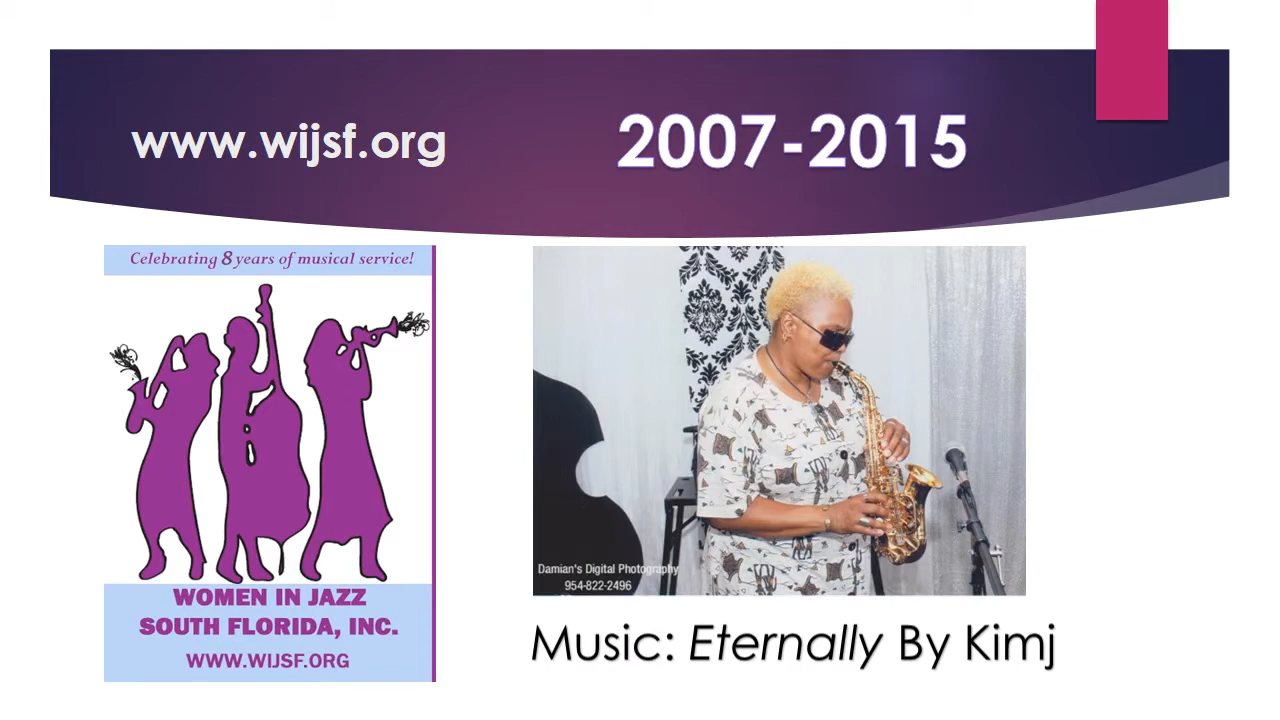 www.wijsf.org
2007-2015
Celebrating 8 years of musical service!
WOMEN IN JAZZ
SOUTH FLORIDA, INC.
WWW.WIJSF.ORG
Damian's Digital Photography
954-822-2496
Music: Eternally By Kimj